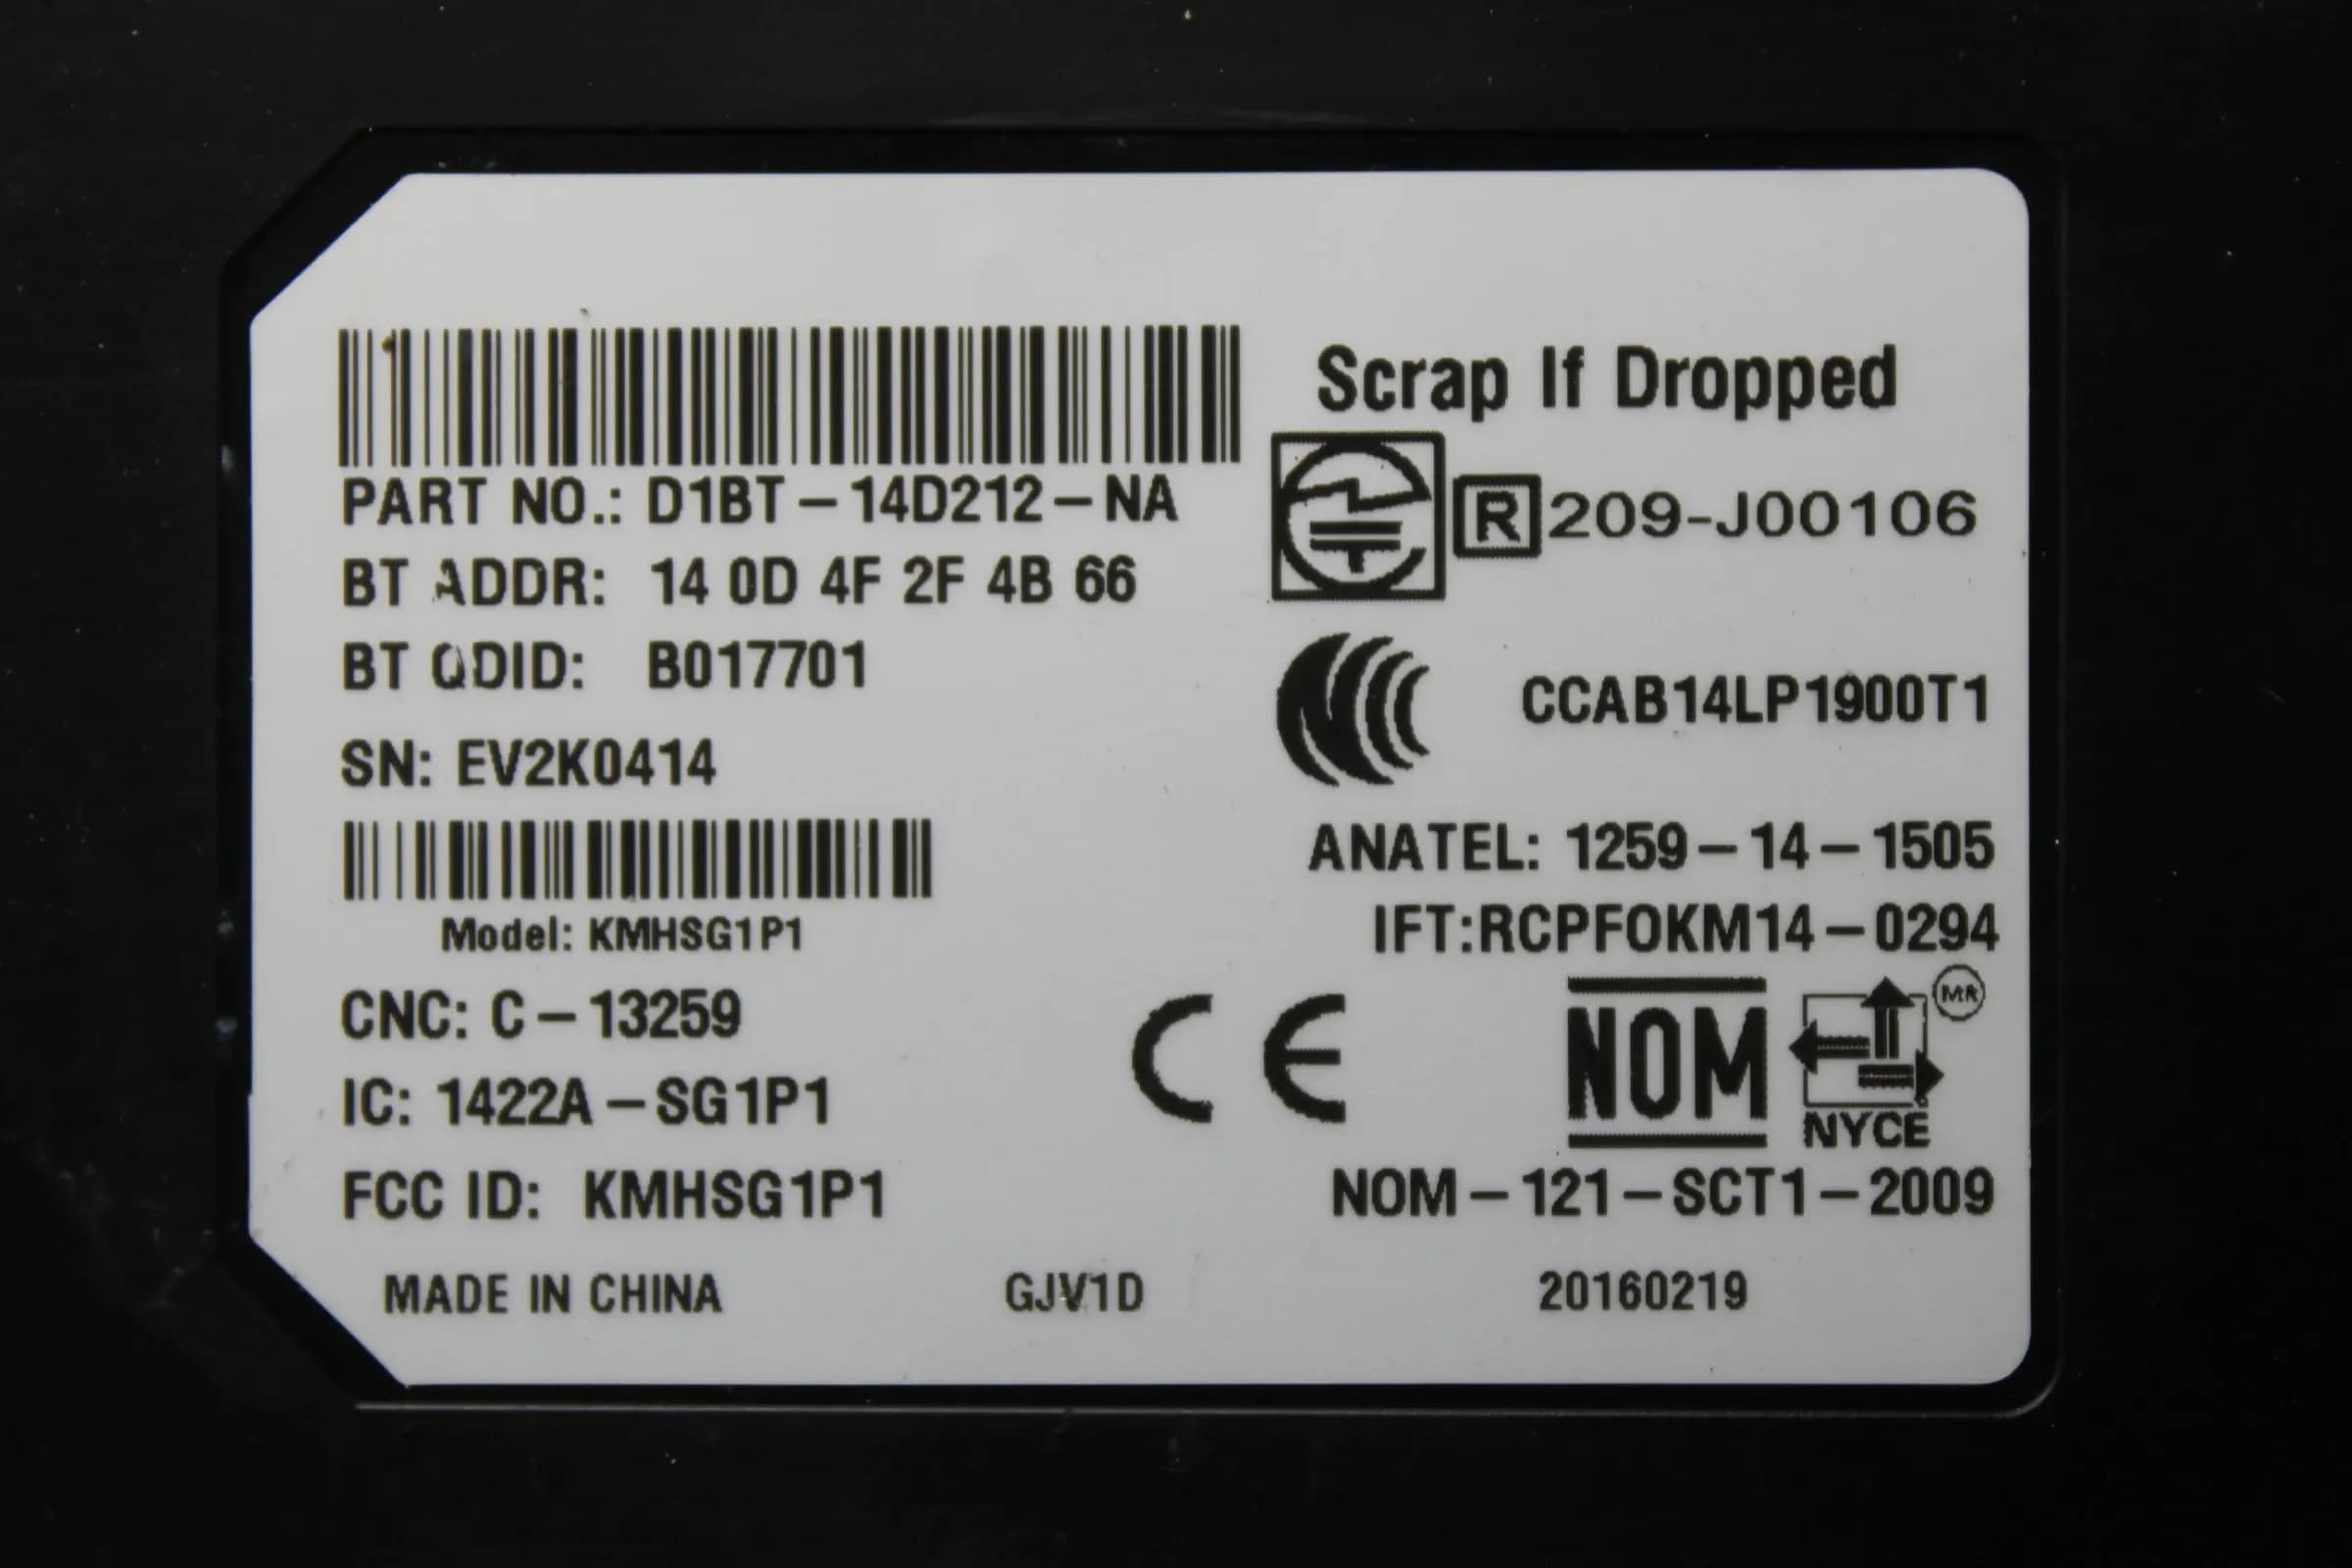 Scrap If Dropped
PART NO.: D1BT-14D212-NA
R 209-J00106
BT ADDR: 14 0D 4F 2F 4B 66
BT QDID: B017701
CCAB14LP1900T1
SN: EV2K0414
ANATEL: 1259-14-1505
Model: KMHSG1P1
IFT:RCPFOKM14-0294
CNC: C-13259
CE
NOM
MR
NYCE
IC: 1422A-SG1P1
FCC ID: KMHSG1P1
NOM-121-SCT1-2009
MADE IN CHINA GJV1D 20160219